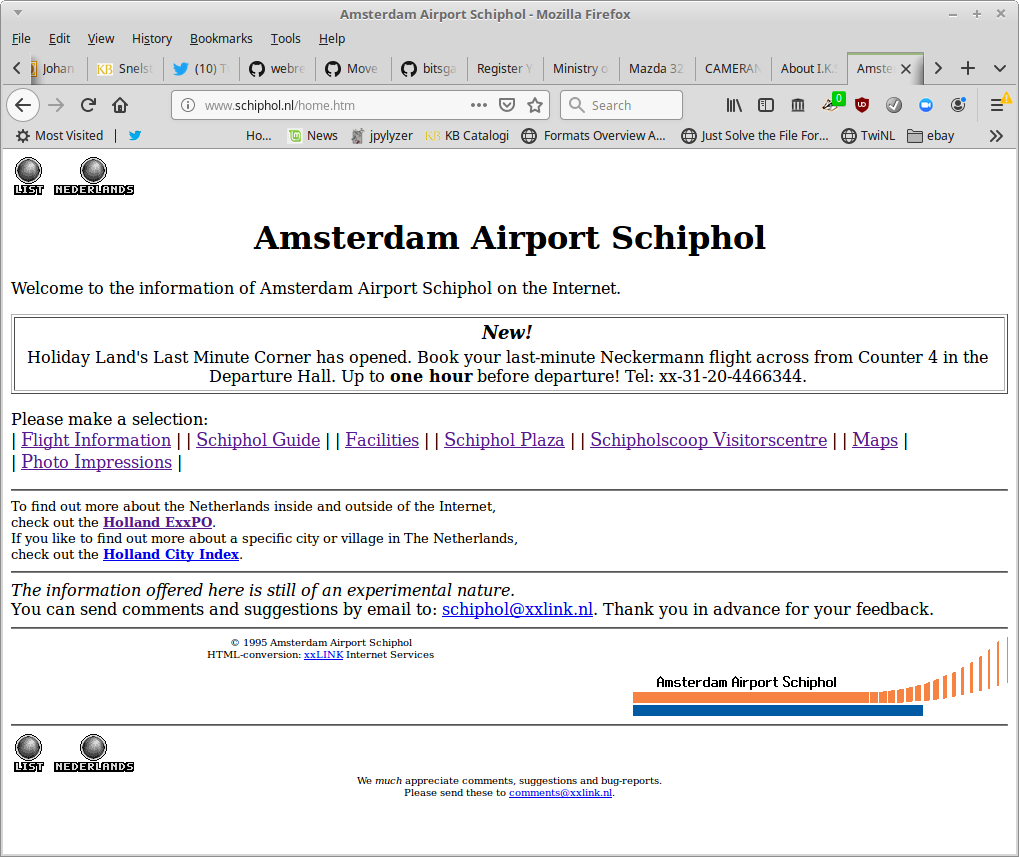 Amsterdam Airport Schiphol - Mozilla Firefox
File Edit View History Bookmarks Tools Help
Johan KB Snelst (10) T webre Move bitsga Register Y Ministry o Mazda 32 CAMERAN About I.K. Amste
www.schiphol.nl/home.htm Search 0
Most Visited | Ho... News jpylyzer KB KB Catalogi Formats Overview A... Just Solve the File For... TwiNL ebay
LIST NEDERLANDS
Amsterdam Airport Schiphol
Welcome to the information of Amsterdam Airport Schiphol on the Internet.
New!
Holiday Land's Last Minute Corner has opened. Book your last-minute Neckermann flight across from Counter 4 in the
Departure Hall. Up to one hour before departure! Tel: xx-31-20-4466344.
Please make a selection:
| Flight Information | | Schiphol Guide | | Facilities | | Schiphol Plaza | | Schipholscoop Visitorscentre | | Maps |
| Photo Impressions |
To find out more about the Netherlands inside and outside of the Internet,
check out the Holland ExxPO.
If you like to find out more about a specific city or village in The Netherlands,
check out the Holland City Index.
The information offered here is still of an experimental nature.
You can send comments and suggestions by email to: schiphol@xxlink.nl. Thank you in advance for your feedback.
© 1995 Amsterdam Airport Schiphol
HTML-conversion: xxLINK Internet Services
Amsterdam Airport Schiphol
LIST NEDERLANDS
We much appreciate comments, suggestions and bug-reports.
Please send these to comments@xxlink.nl.